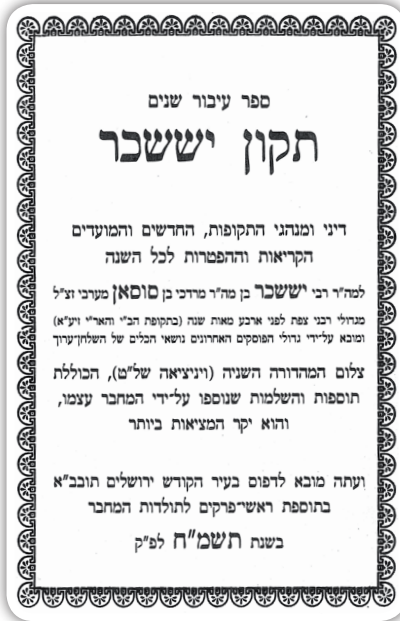 ספר עיבור שנים
תקון יששכר
דיני ומנהגי התקופות, החדשים והמועדים
הקריאות וההפטרות לכל השנה
למה"ר רבי יששכר בן מה"ר מרדכי בן סוסאן מערבי זצ"ל
מגדולי רבני צפת לפני ארבע מאות שנה (בתקופת הב"י והאר"י זיע"א)
ומובא על-ידי גדולי הפוסקים האחרונים נושאי הכלים של השלחן-ערוך
צלום המהדורה השניה (ויניציאה של"ט), הכוללת
תוספות והשלמות שנוספו על-ידי המחבר עצמו,
והוא יקר המציאות ביותר
ועתה מובא לדפוס בעיר הקודש ירושלים תובב"א
בתוספת ראשי-פרקים לתולדות המחבר
בשנת תשמ"ח לפ"ק